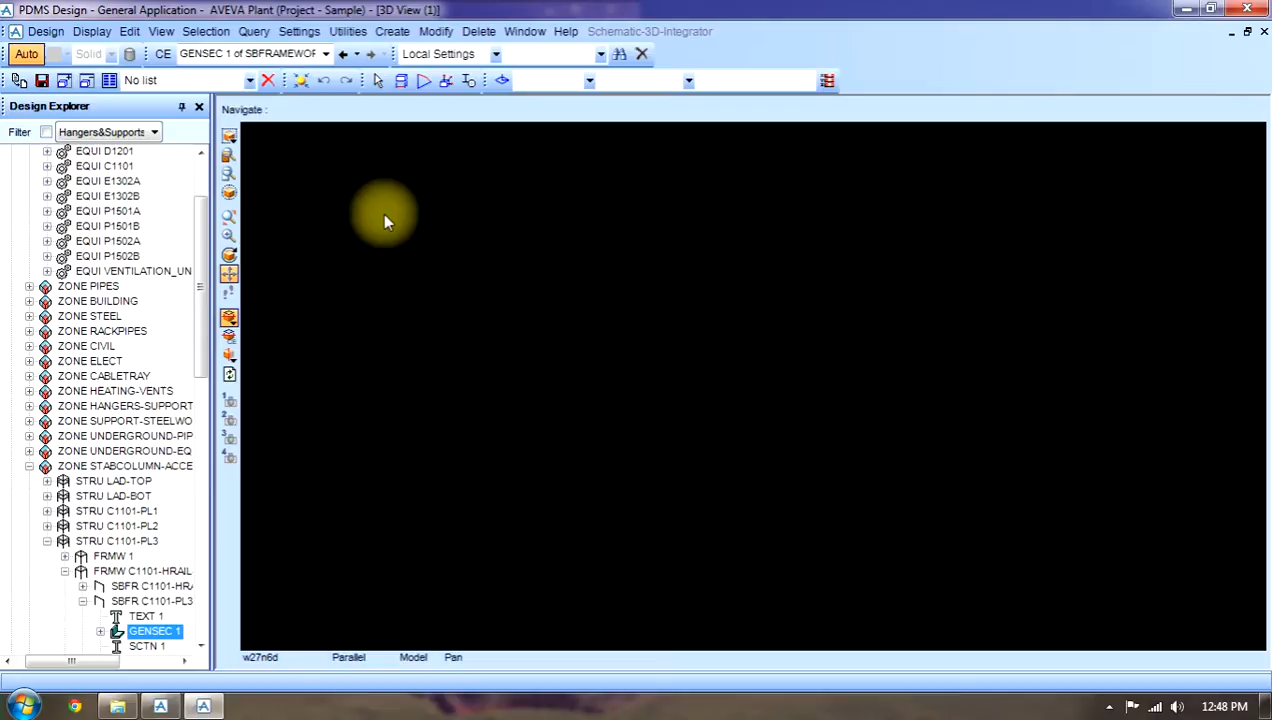 PDMS Design - General Application - AVEVA Plant (Project - Sample) - [3D View (1)]
Design Display Edit View Selection Query Settings Utilities Create Modify Delete Window Help Schematic-3D-Integrator
Auto Solid CE GENSEC 1 of SBFRAMEWOF Local Settings
No list
Design Explorer
Navigate :
Filter Hangers&Supports
EQUI D1201
EQUI C1101
EQUI E1302A
EQUI E1302B
EQUI P1501A
EQUI P1501B
EQUI P1502A
EQUI P1502B
EQUI VENTILATION_UN
ZONE PIPES
ZONE BUILDING
ZONE STEEL
ZONE RACKPIPES
ZONE CIVIL
ZONE ELECT
ZONE CABLETRAY
ZONE HEATING-VENTS
ZONE HANGERS-SUPPORT
ZONE SUPPORT-STEELWO
ZONE UNDERGROUND-PIP
ZONE UNDERGROUND-EQ
ZONE STABCOLUMN-ACCE
STRU LAD-TOP
STRU LAD-BOT
STRU C1101-PL1
STRU C1101-PL2
STRU C1101-PL3
FRMW 1
FRMW C1101-HRAIL
SBFR C1101-HRA
SBFR C1101-PL3
TEXT 1
GENSEC 1
SCTN 1
1
2
3
4
w27n6d Parallel Model Pan
12:48 PM